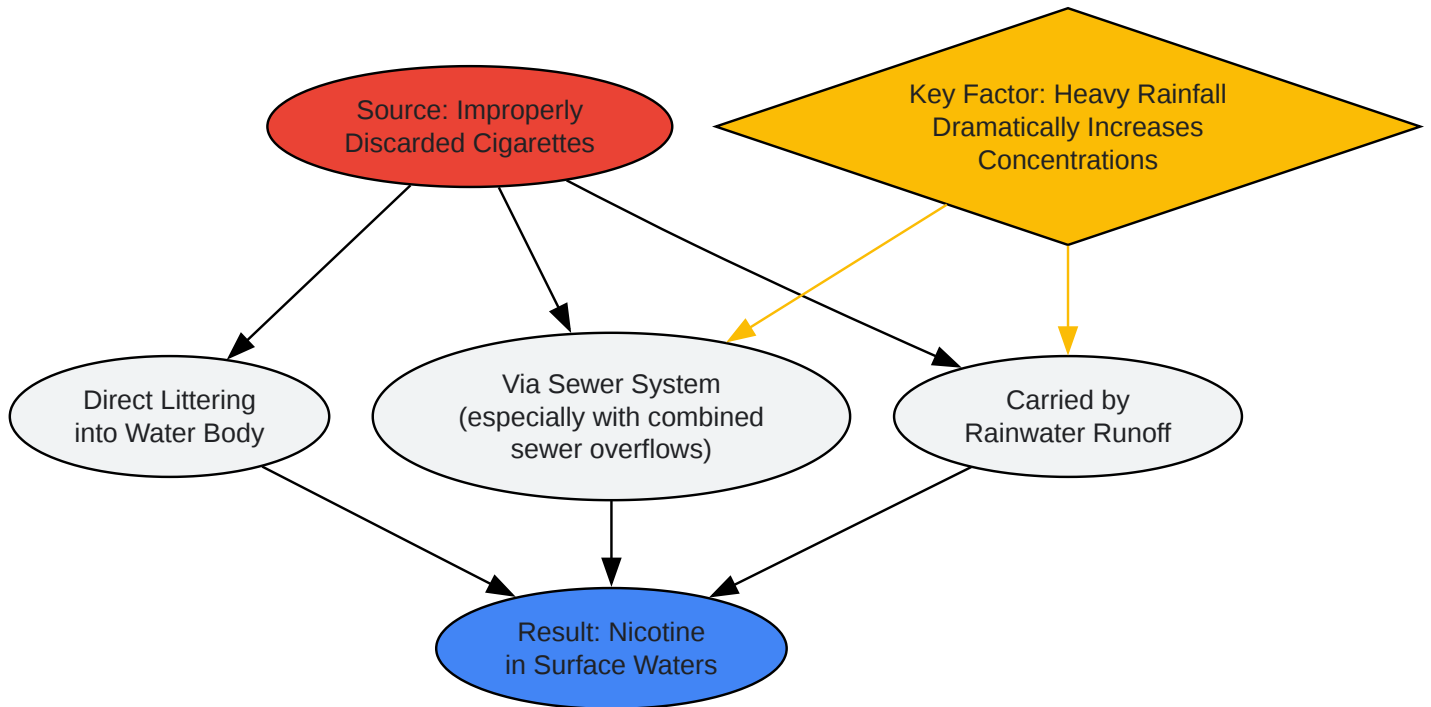 Source: Improperly
Discarded Cigarettes
Key Factor: Heavy Rainfall
Dramatically Increases
Concentrations
Direct Littering
into Water Body
Via Sewer System
(especially with combined
sewer overflows)
Carried by
Rainwater Runoff
Result: Nicotine
in Surface Waters